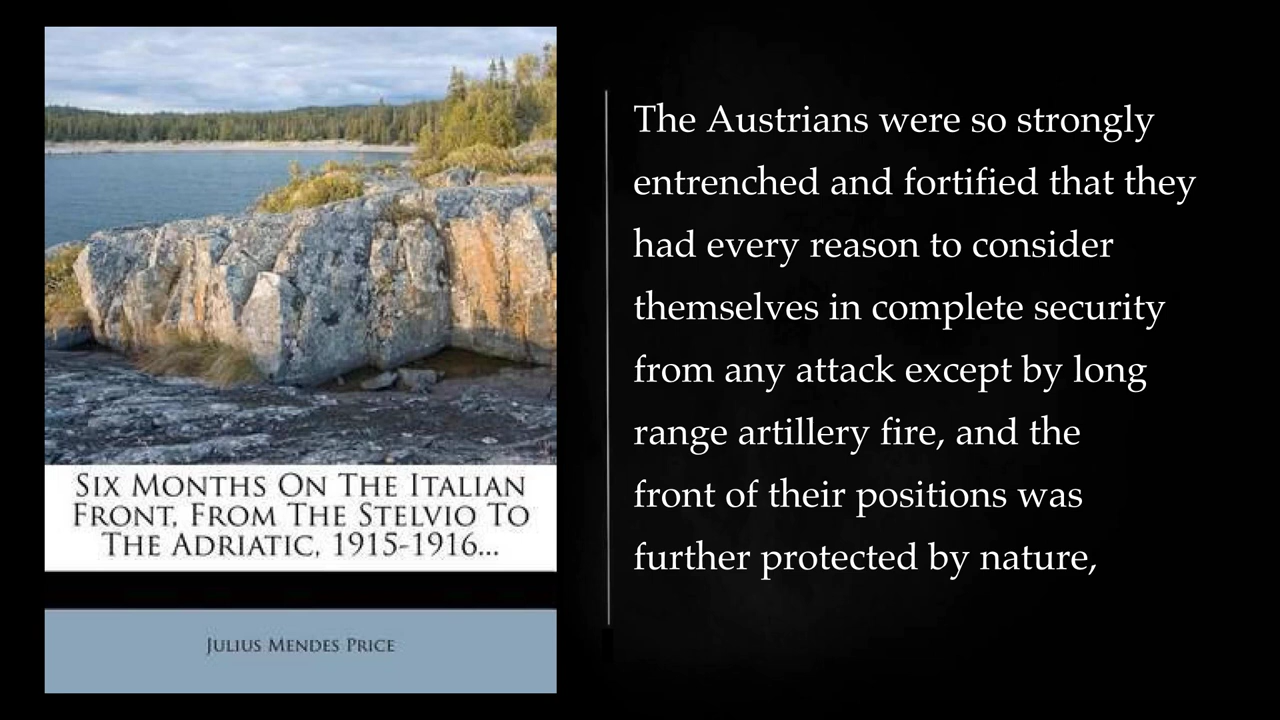 Six Months On The Italian
Front, From The Stelvio To
The Adriatic, 1915-1916...
Julius Mendes Price
The Austrians were so strongly
entrenched and fortified that they
had every reason to consider
themselves in complete security
from any attack except by long
range artillery fire, and the
front of their positions was
further protected by nature,